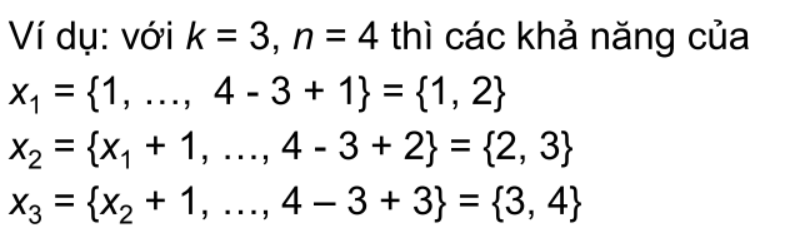 Ví dụ: với k = 3, n = 4 thì các khả năng của
x₁ = {1, ..., 4 - 3 + 1} = {1, 2}
x₂ = {x₁ + 1, ..., 4 - 3 + 2} = {2, 3}
x₃ = {x₂ + 1, ..., 4 – 3 + 3} = {3, 4}